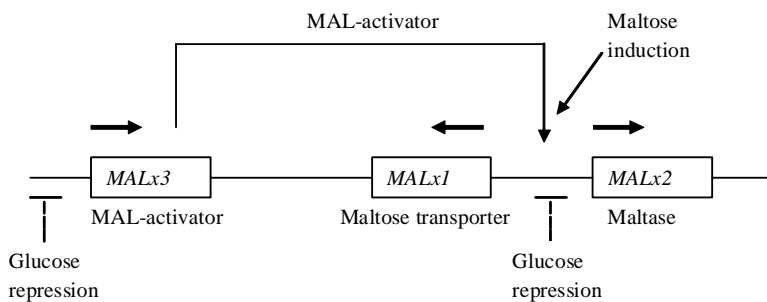 MAL-activator
Maltose
induction
MALx3
MALx1
MALx2
MAL-activator
Maltose transporter
Maltase
Glucose
repression
Glucose
repression